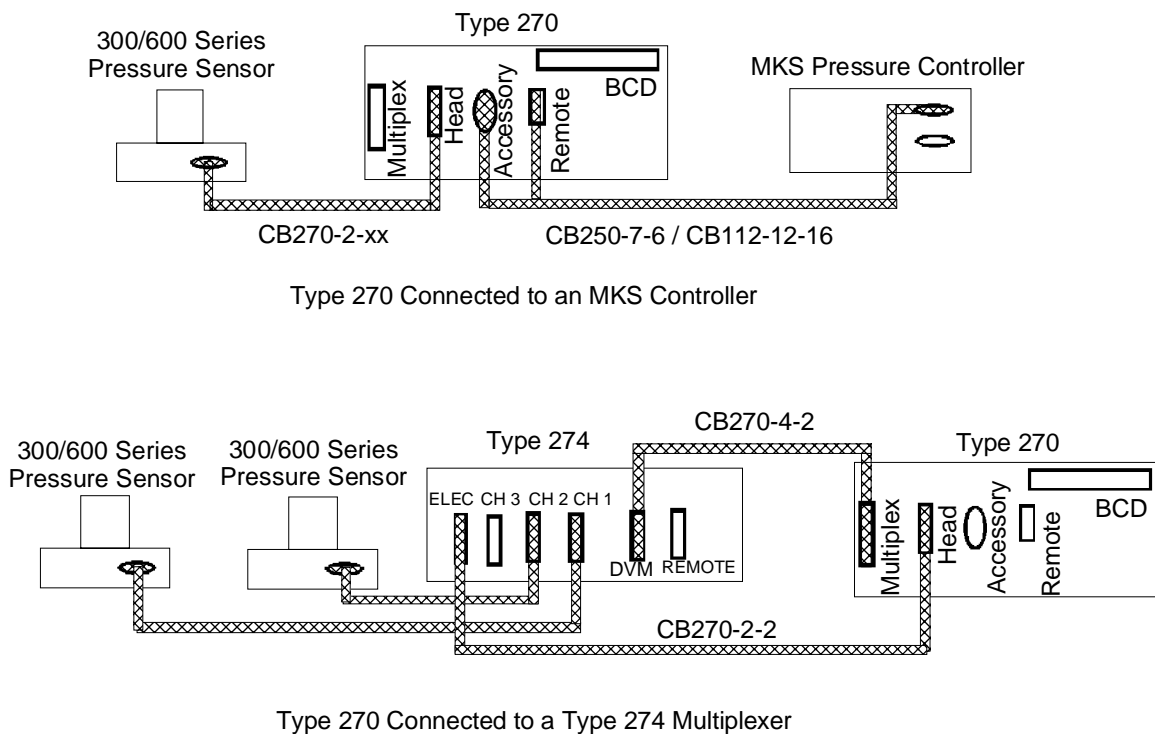 Type 270
300/600 Series
Pressure Sensor
MKS Pressure Controller
BCD
Multiplex
Head
Accessory
Remote
CB270-2-xx
CB250-7-6 / CB112-12-16
Type 270 Connected to an MKS Controller
CB270-4-2
300/600 Series
Pressure Sensor
300/600 Series
Pressure Sensor
Type 274
Type 270
ELEC CH 3 CH 2 CH 1
DVM
REMOTE
BCD
Multiplex
Head
Accessory
Remote
CB270-2-2
Type 270 Connected to a Type 274 Multiplexer